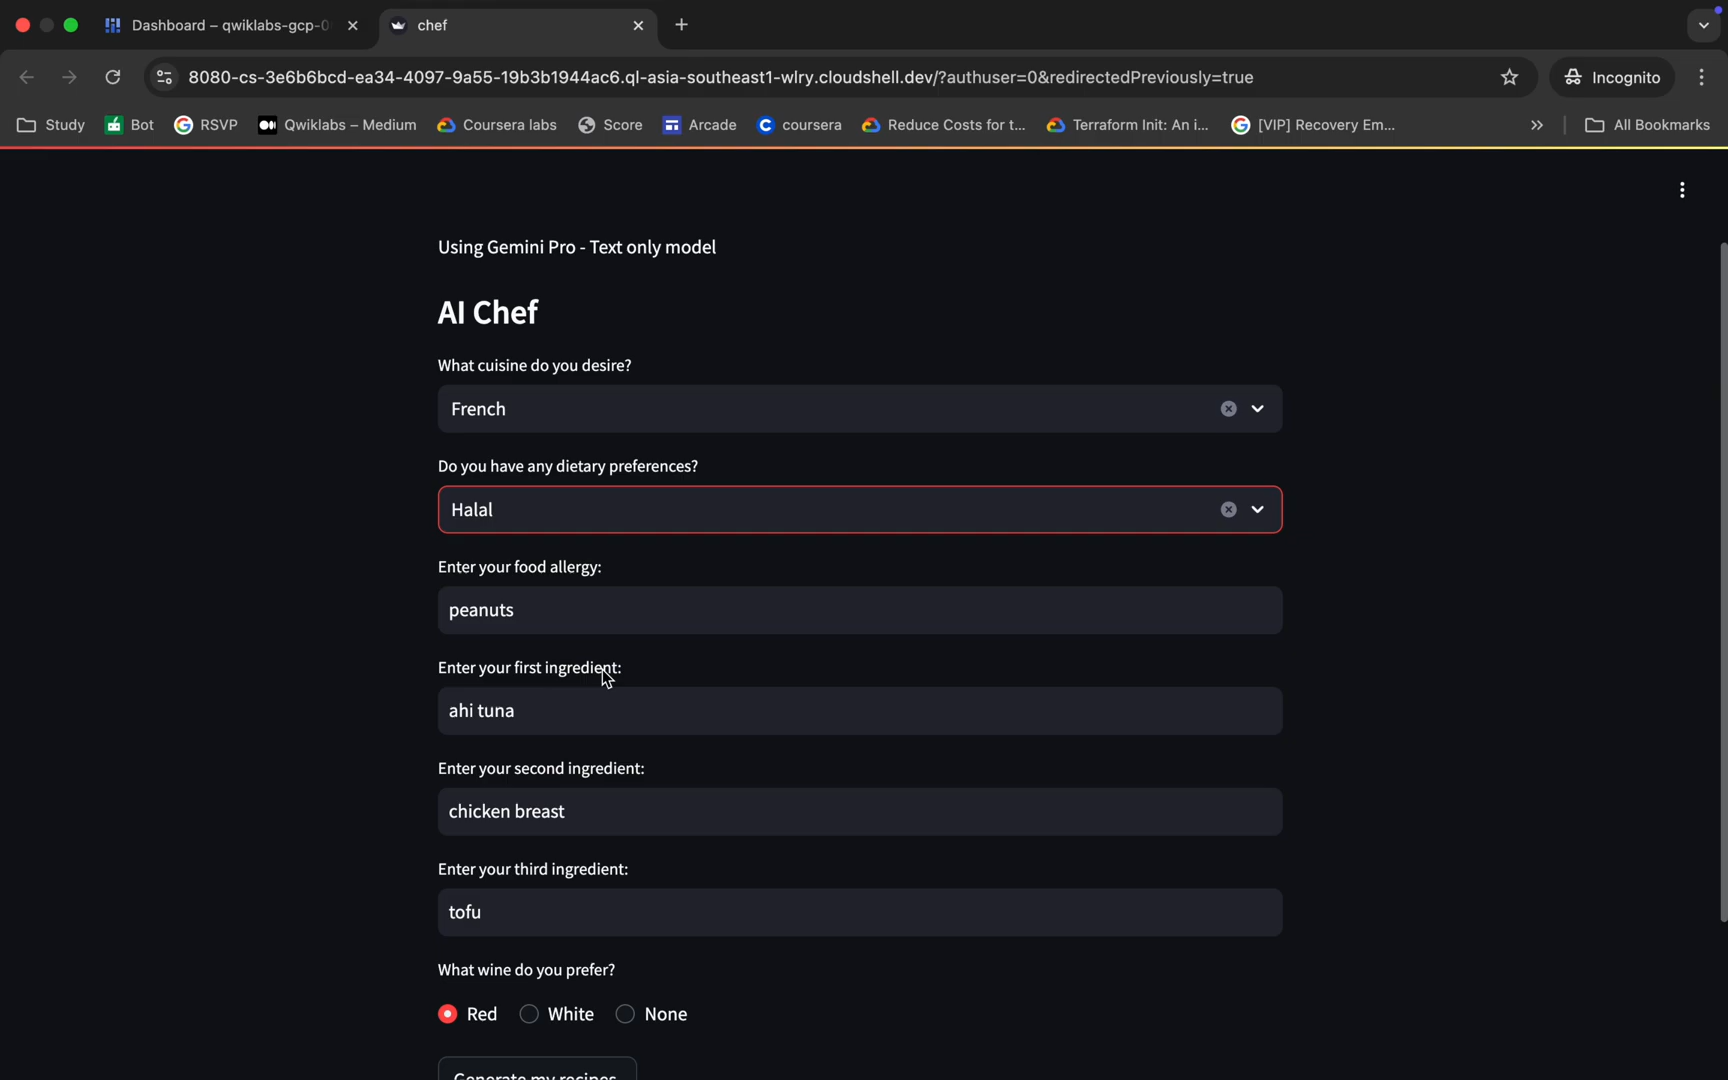 Dashboard – qwiklabs-gcp-0
chef
8080-cs-3e6b6bcd-ea34-4097-9a55-19b3b1944ac6.ql-asia-southeast1-wlry.cloudshell.dev/?authuser=0&redirectedPreviously=true
Incognito
Study
Bot
RSVP
Qwiklabs – Medium
Coursera labs
Score
Arcade
coursera
Reduce Costs for t...
Terraform Init: An i...
[VIP] Recovery Em...
All Bookmarks
Using Gemini Pro - Text only model
AI Chef
What cuisine do you desire?
French
Do you have any dietary preferences?
Halal
Enter your food allergy:
peanuts
Enter your first ingredient:
ahi tuna
Enter your second ingredient:
chicken breast
Enter your third ingredient:
tofu
What wine do you prefer?
Red White None
Generate my recipes